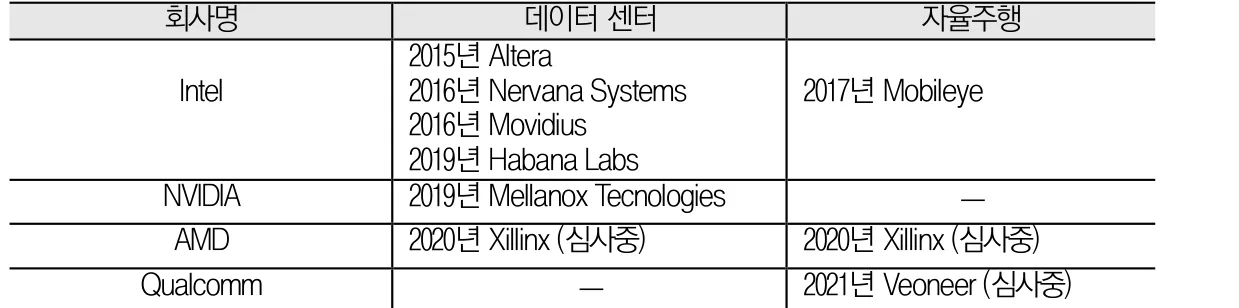 회사명 데이터 센터 자율주행
2015년 Altera
Intel 2016년 Nervana Systems 2017년 Mobileye
2016년 Movidius
2019년 Habana Labs
NVIDIA 2019년 Mellanox Tecnologies —
AMD 2020년 Xillinx (심사중) 2020년 Xillinx (심사중)
Qualcomm — 2021년 Veoneer (심사중)